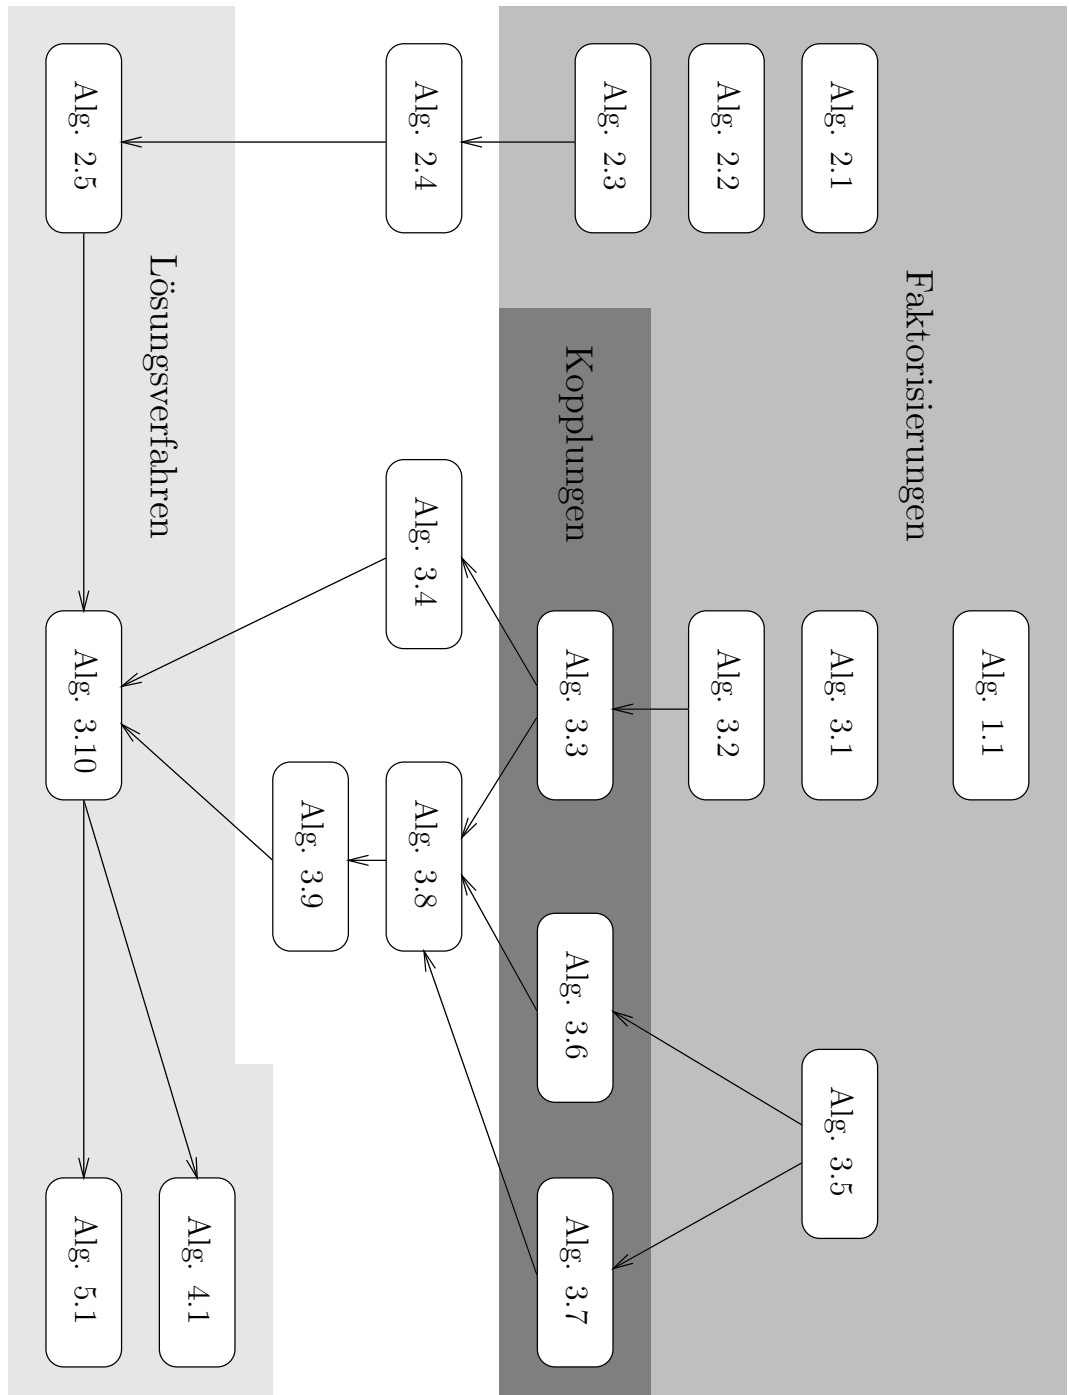 Alg. 1.1
Faktorisierungen
Alg. 2.1
Alg. 3.1
Alg. 3.5
Alg. 2.2
Alg. 3.2
Alg. 2.3
Kopplungen
Alg. 3.3
Alg. 3.6
Alg. 3.7
Alg. 2.4
Alg. 3.4
Alg. 3.8
Alg. 3.9
Lösungsverfahren
Alg. 4.1
Alg. 2.5
Alg. 3.10
Alg. 5.1